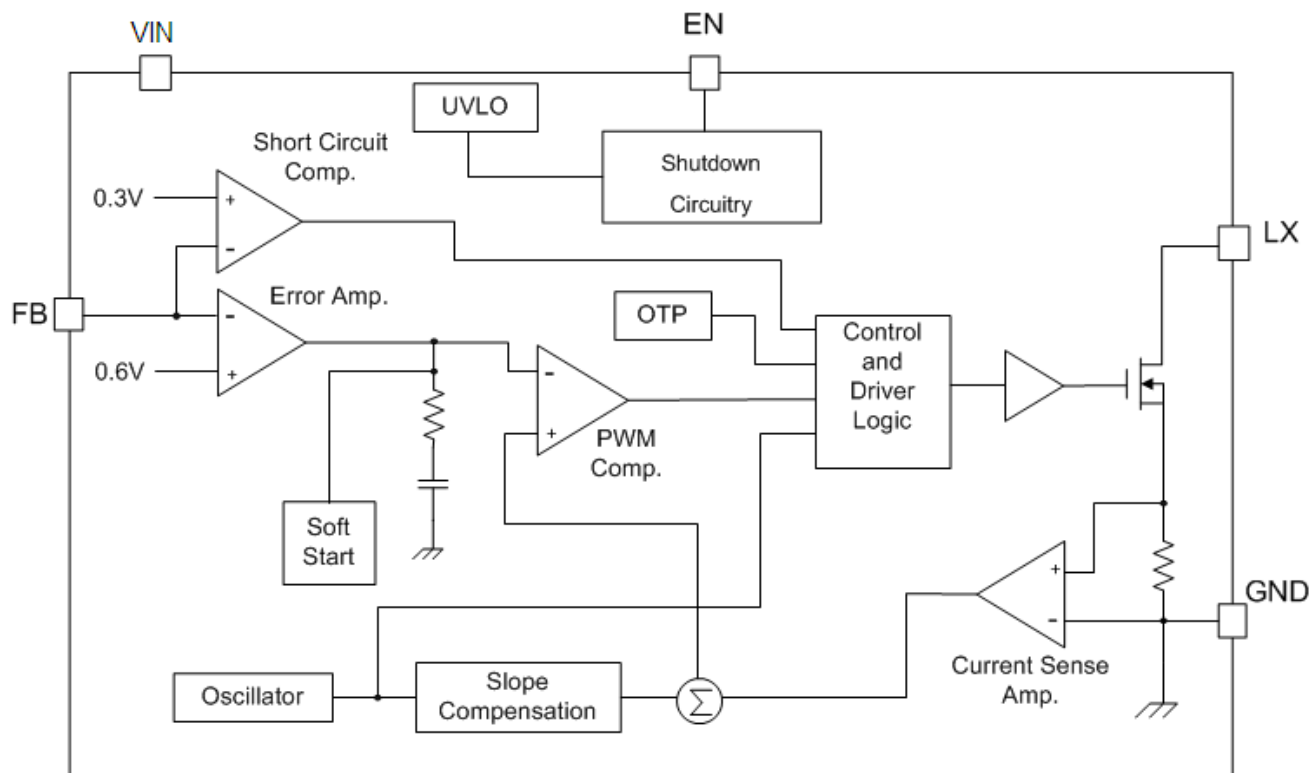 VIN
EN
UVLO
Short Circuit
Comp.
Shutdown
Circuitry
0.3V
+
-
LX
FB
Error Amp.
-
+
0.6V
OTP
Control
and
Driver
Logic
-
+
PWM
Comp.
Soft
Start
+
-
GND
Current Sense
Amp.
Oscillator
Slope
Compensation
Σ